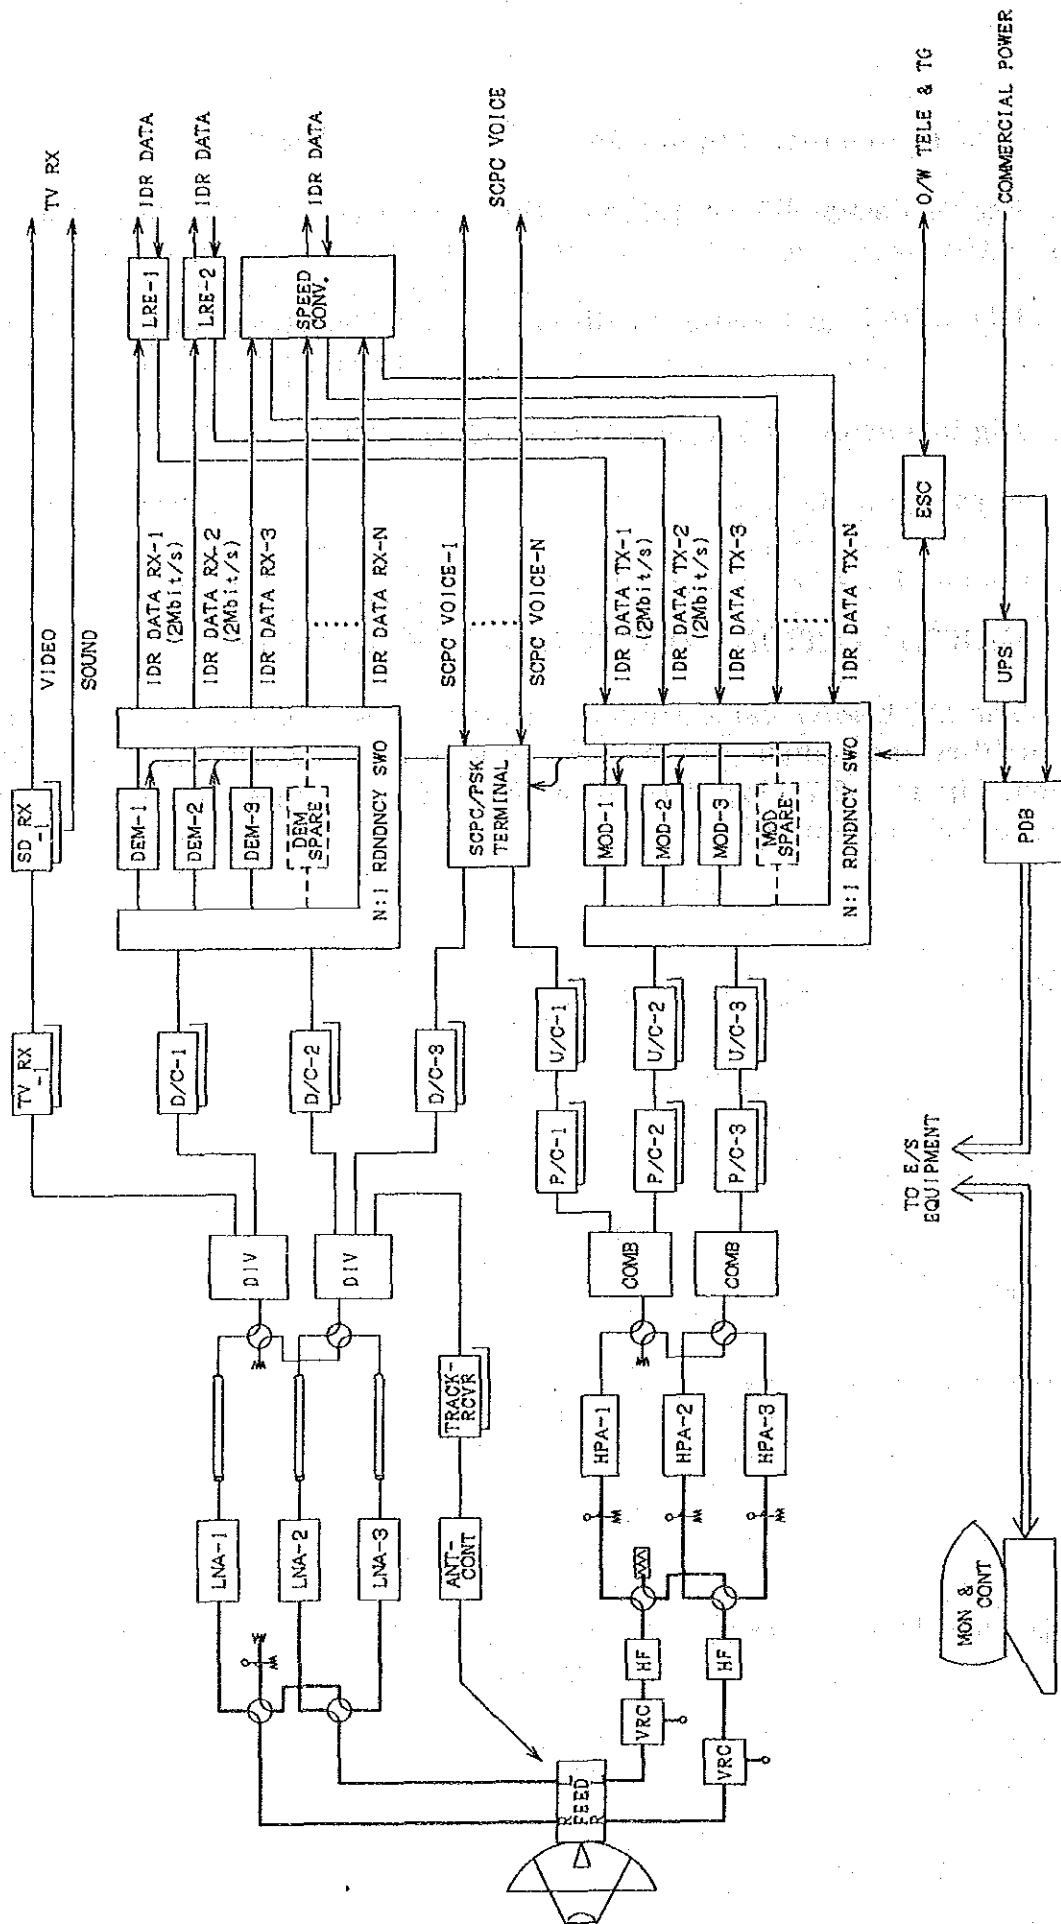 TV RX
VIDEO
SOUND
SD RX
-1
TV RX
-1
IDR DATA
IDR DATA
IDR DATA
LRE-1
LRE-2
SPEED
CONV.
IDR DATA RX-1
(2Mbit/s)
IDR DATA RX-2
(2Mbit/s)
IDR DATA RX-3
IDR DATA RX-N
DEM-1
DEM-2
DEM-3
DEM
SPARE
N:1 RDNDNCY SWO
D/C-1
D/C-2
D/C-3
DIV
DIV
LNA-1
LNA-2
LNA-3
TRACK-
RCVR
ANT-
CONT
SCPC VOICE
SCPC VOICE-1
SCPC VOICE-N
SCPC/PSK
TERMINAL
IDR DATA TX-1
(2Mbit/s)
IDR DATA TX-2
(2Mbit/s)
IDR DATA TX-3
IDR DATA TX-N
MOD-1
MOD-2
MOD-3
MOD
SPARE
N:1 RDNDNCY SWO
U/C-1
U/C-2
U/C-3
P/C-1
P/C-2
P/C-3
COMB
COMB
HPA-1
HPA-2
HPA-3
HF
HF
VRC
VRC
R L
FEED
R L
O/W TELE & TG
ESC
COMMERCIAL POWER
UPS
PDB
TO E/S
EQUIPMENT
MON &
CONT